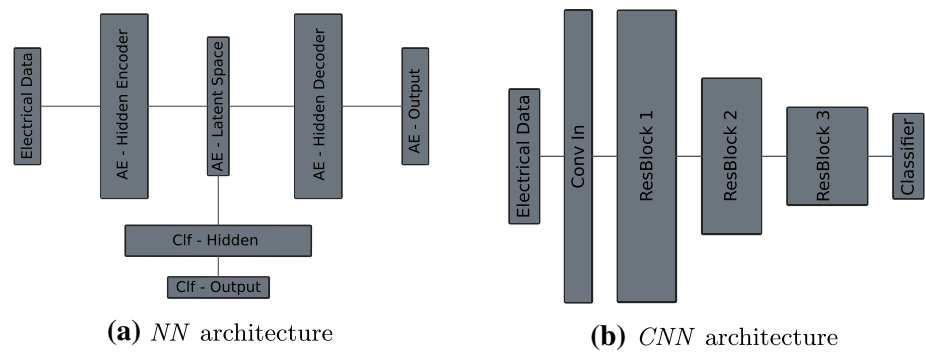 Electrical Data
AE - Hidden Encoder
AE - Latent Space
AE - Hidden Decoder
AE - Output
Clf - Hidden
Clf - Output
(a) NN architecture
Electrical Data
Conv In
ResBlock 1
ResBlock 2
ResBlock 3
Classifier
(b) CNN architecture